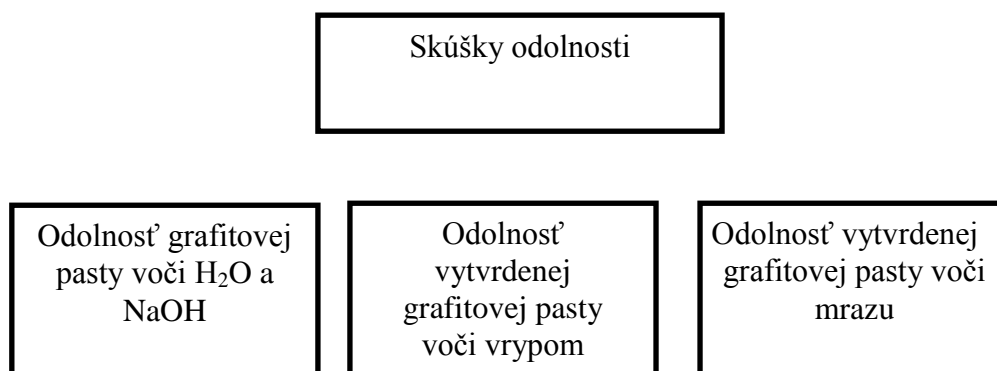 Skúšky odolnosti
Odolnosť grafitovej
pasty voči H₂O a
NaOH
Odolnosť
vytvrdenej
grafitovej pasty
voči vrypom
Odolnosť vytvrdenej
grafitovej pasty voči
mrazu